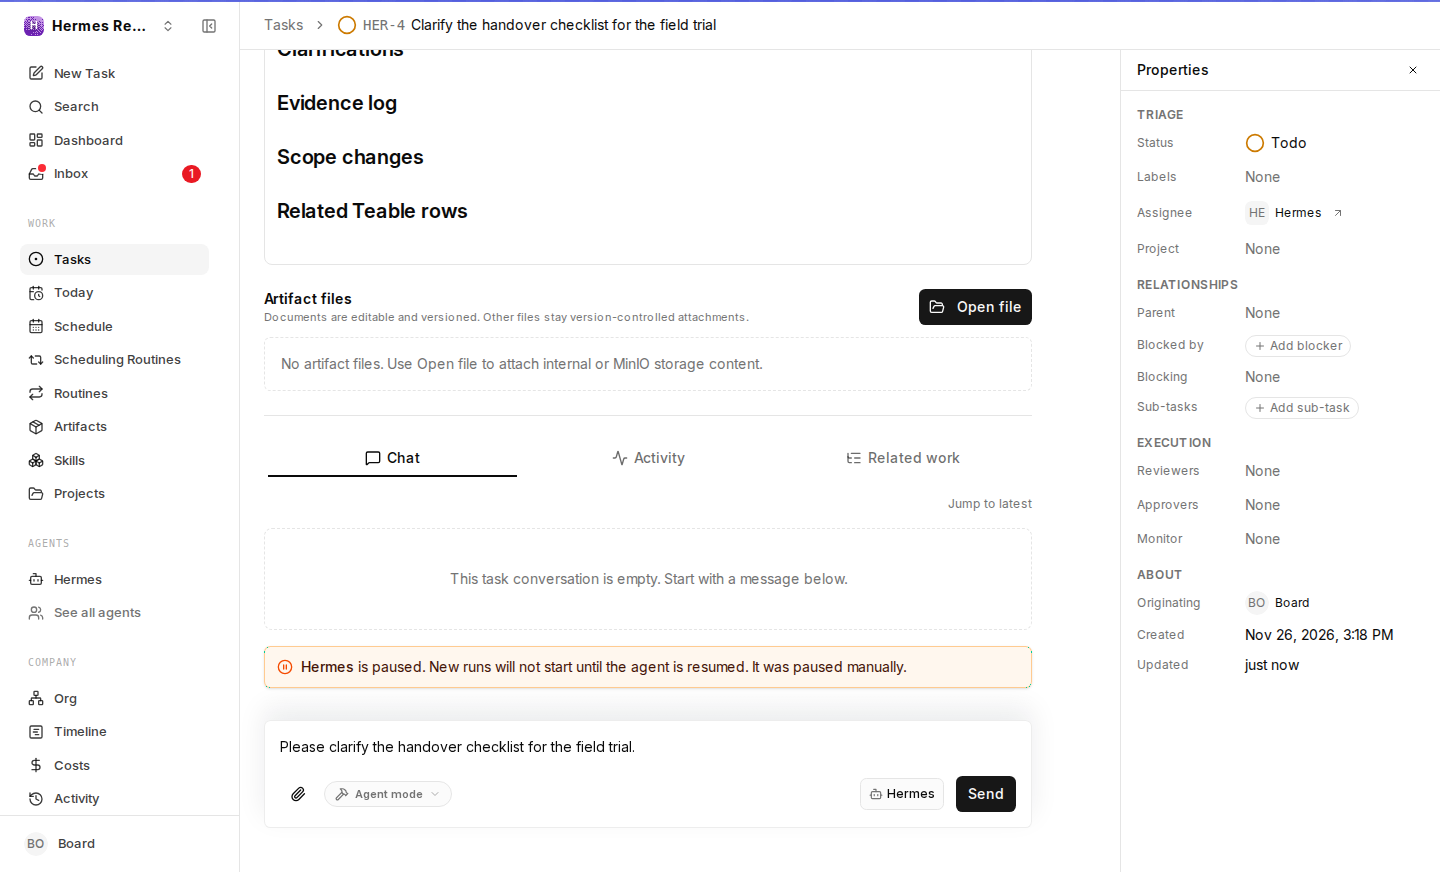 Hermes Re...
New Task
Search
Dashboard
Inbox
1
WORK
Tasks
Today
Schedule
Scheduling Routines
Routines
Artifacts
Skills
Projects
AGENTS
Hermes
See all agents
COMPANY
Org
Timeline
Costs
Activity
BO Board
Tasks > HER-4 Clarify the handover checklist for the field trial
Clarifications
Evidence log
Scope changes
Related Teable rows
Artifact files
Documents are editable and versioned. Other files stay version-controlled attachments.
Open file
No artifact files. Use Open file to attach internal or MinIO storage content.
Chat
Activity
Related work
Jump to latest
This task conversation is empty. Start with a message below.
Hermes is paused. New runs will not start until the agent is resumed. It was paused manually.
Please clarify the handover checklist for the field trial.
Agent mode
Hermes
Send
Properties
TRIAGE
Status Todo
Labels None
Assignee HE Hermes
Project None
RELATIONSHIPS
Parent None
Blocked by + Add blocker
Blocking None
Sub-tasks + Add sub-task
EXECUTION
Reviewers None
Approvers None
Monitor None
ABOUT
Originating BO Board
Created Nov 26, 2026, 3:18 PM
Updated just now